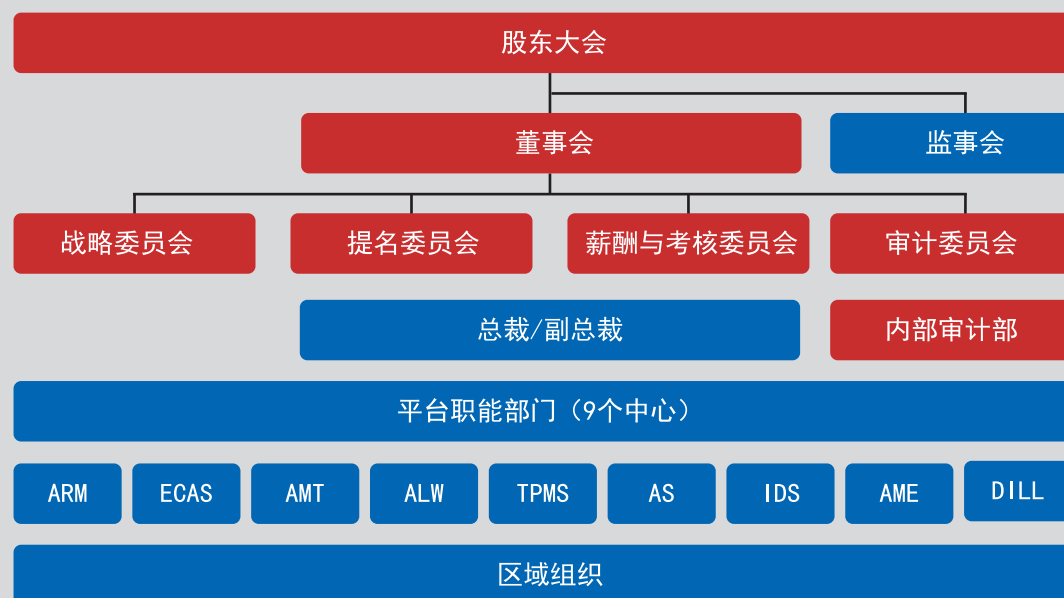 股东大会
董事会
监事会
战略委员会
提名委员会
薪酬与考核委员会
审计委员会
总裁/副总裁
内部审计部
平台职能部门（9个中心）
ARM
ECAS
AMT
ALW
TPMS
AS
IDS
AME
DILL
区域组织